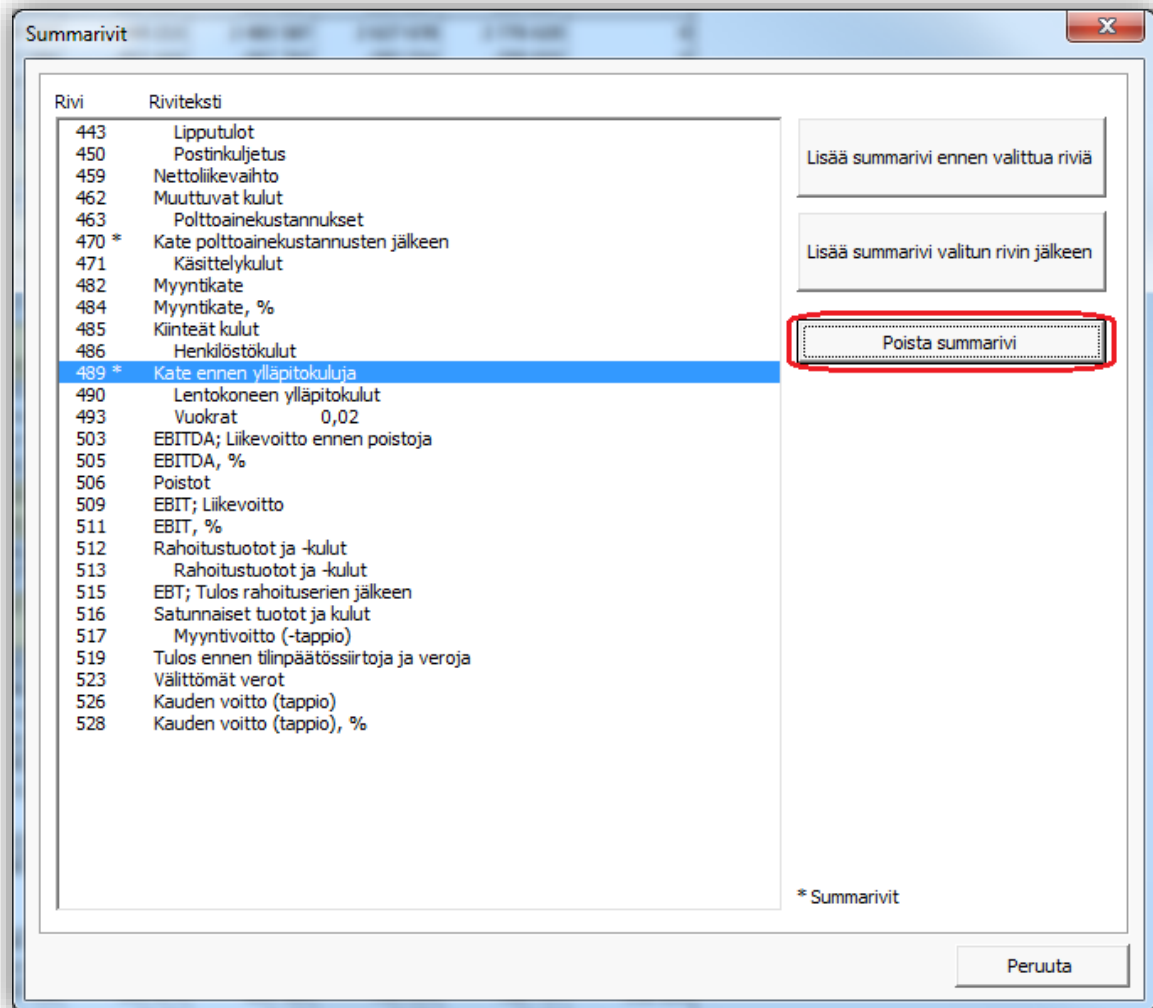 Summarivit
Rivi Riviteksti
443 Lipputulot
450 Postinkuljetus
459 Nettoliikevaihto
462 Muuttuvat kulut
463 Polttoainekustannukset
470 * Kate polttoainekustannusten jälkeen
471 Käsittelykulut
482 Myyntikate
484 Myyntikate, %
485 Kiinteät kulut
486 Henkilöstökulut
489 * Kate ennen ylläpitokuluja
490 Lentokoneen ylläpitokulut
493 Vuokrat 0,02
503 EBITDA; Liikevoitto ennen poistoja
505 EBITDA, %
506 Poistot
509 EBIT; Liikevoitto
511 EBIT, %
512 Rahoitustuotot ja -kulut
513 Rahoitustuotot ja -kulut
515 EBT; Tulos rahoituserien jälkeen
516 Satunnaiset tuotot ja kulut
517 Myyntivoitto (-tappio)
519 Tulos ennen tilinpäätössiirtoja ja veroja
523 Välittömät verot
526 Kauden voitto (tappio)
528 Kauden voitto (tappio), %
Lisää summarivi ennen valittua riviä
Lisää summarivi valitun rivin jälkeen
Poista summarivi
* Summarivit
Peruuta